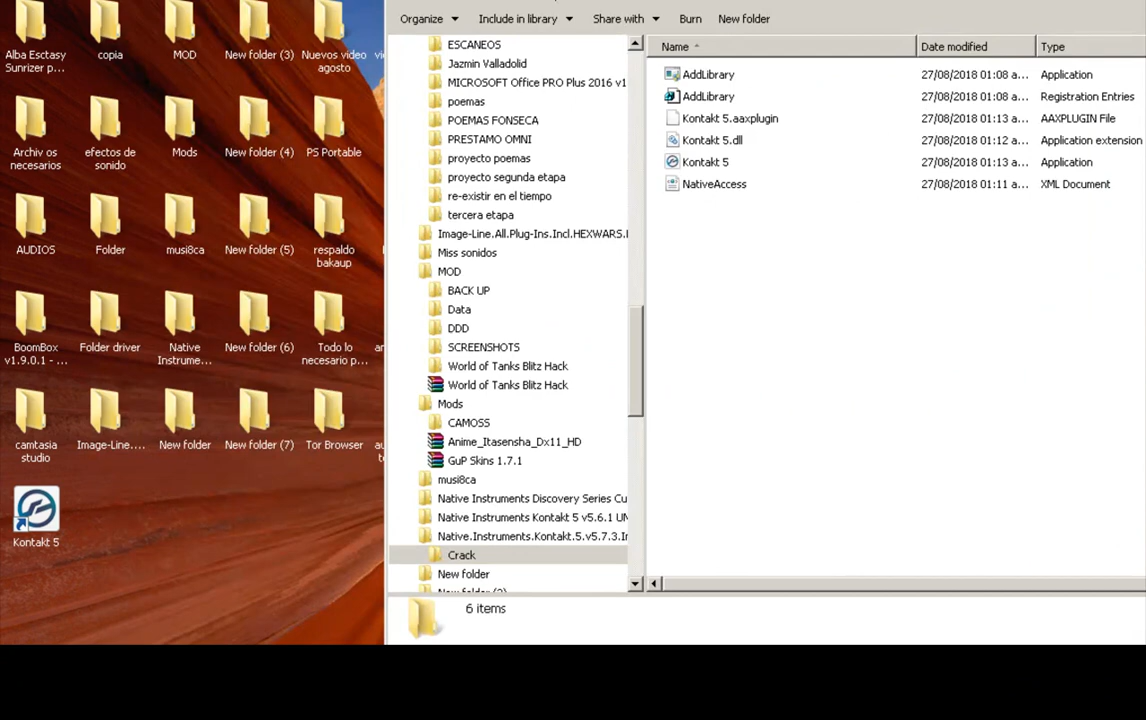 Organize Include in library Share with Burn New folder
Alba Esctasy
Sunrizer p...
copia
MOD
New folder (3)
Nuevos video
agosto
Archiv os
necesarios
efectos de
sonido
Mods
New folder (4)
PS Portable
AUDIOS
Folder
musi8ca
New folder (5)
respaldo
bakaup
BoomBox
v1.9.0.1 - ...
Folder driver
Native
Instrume...
New folder (6)
Todo lo
necesario p...
camtasia
studio
Image-Line....
New folder
New folder (7)
Tor Browser
Kontakt 5
ESCANEOS
Jazmin Valladolid
MICROSOFT Office PRO Plus 2016 v1
poemas
POEMAS FONSECA
PRESTAMO OMNI
proyecto poemas
proyecto segunda etapa
re-existir en el tiempo
tercera etapa
Image-Line.All.Plug-Ins.Incl.HEXWARS.
Miss sonidos
MOD
BACK UP
Data
DDD
SCREENSHOTS
World of Tanks Blitz Hack
World of Tanks Blitz Hack
Mods
CAMOSS
Anime_Itasensha_Dx11_HD
GuP Skins 1.7.1
musi8ca
Native Instruments Discovery Series Cu
Native Instruments Kontakt 5 v5.6.1 UN
Native.Instruments.Kontakt.5.v5.7.3.I
Crack
New folder
Name Date modified Type
AddLibrary 27/08/2018 01:08 a... Application
AddLibrary 27/08/2018 01:08 a... Registration Entries
Kontakt 5.aaxplugin 27/08/2018 01:13 a... AAXPLUGIN File
Kontakt 5.dll 27/08/2018 01:12 a... Application extension
Kontakt 5 27/08/2018 01:13 a... Application
NativeAccess 27/08/2018 01:11 a... XML Document
6 items